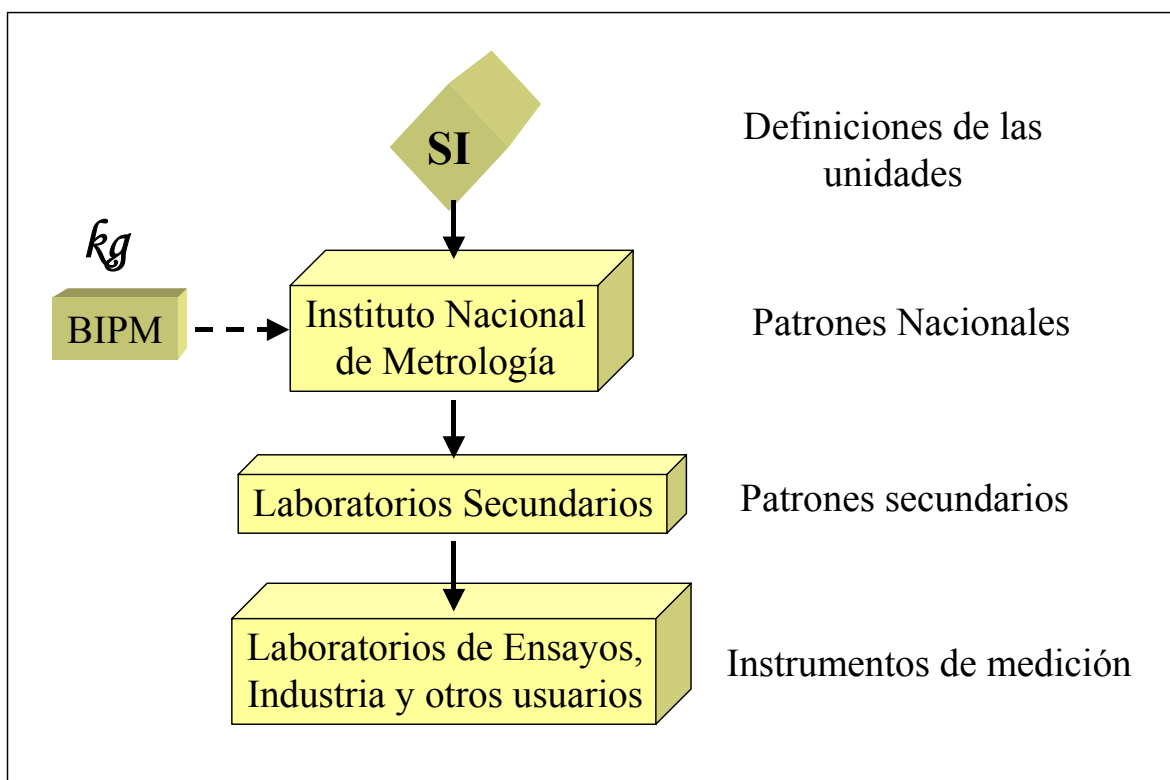 SI
Definiciones de las
unidades
kg
BIPM
Instituto Nacional
de Metrología
Patrones Nacionales
Laboratorios Secundarios
Patrones secundarios
Laboratorios de Ensayos,
Industria y otros usuarios
Instrumentos de medición